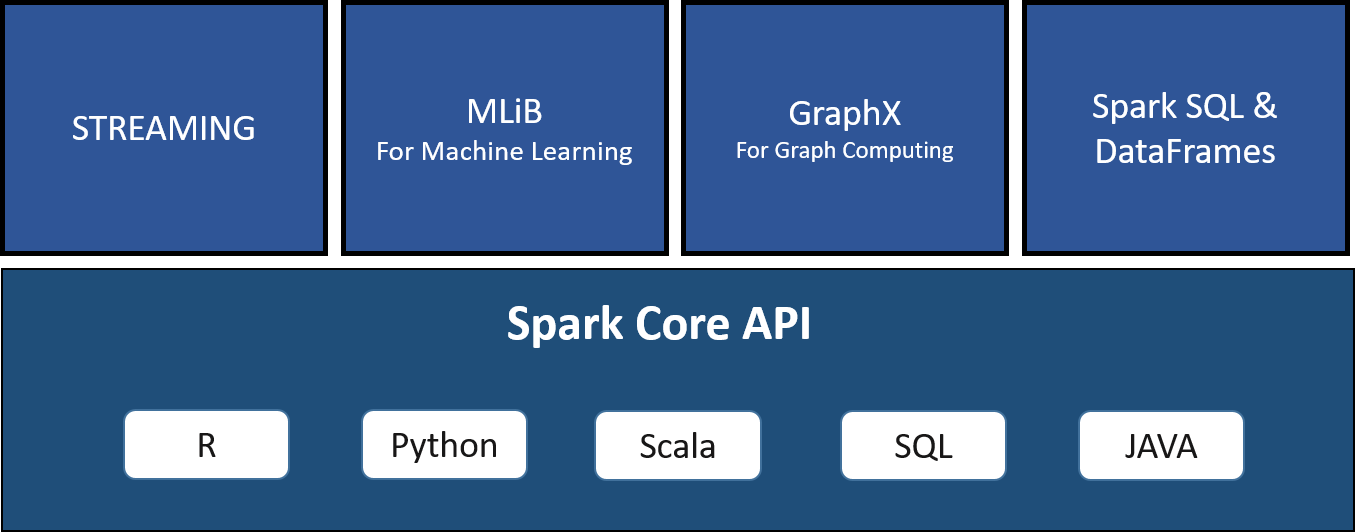 STREAMING
MLiB
For Machine Learning
GraphX
For Graph Computing
Spark SQL &
DataFrames
Spark Core API
R
Python
Scala
SQL
JAVA